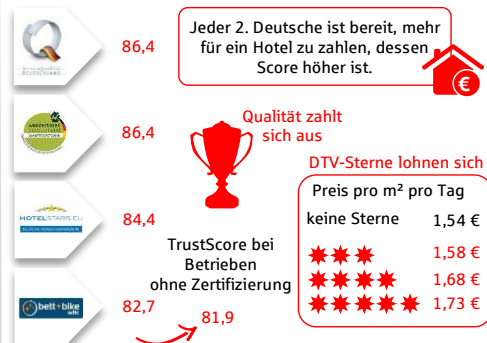 Q
DEUTSCHLAND
86,4
Jeder 2. Deutsche ist bereit, mehr
für ein Hotel zu zahlen, dessen
Score höher ist.
€
wanderbares
86,4
Qualität zahlt
sich aus
DTV-Sterne lohnen sich
Preis pro m² pro Tag
keine Sterne 1,54 €
1,58 €
1,68 €
1,73 €
HOTELSTARS.EU
84,4
TrustScore bei
Betrieben
ohne Zertifizierung
81,9
bett+bike
82,7